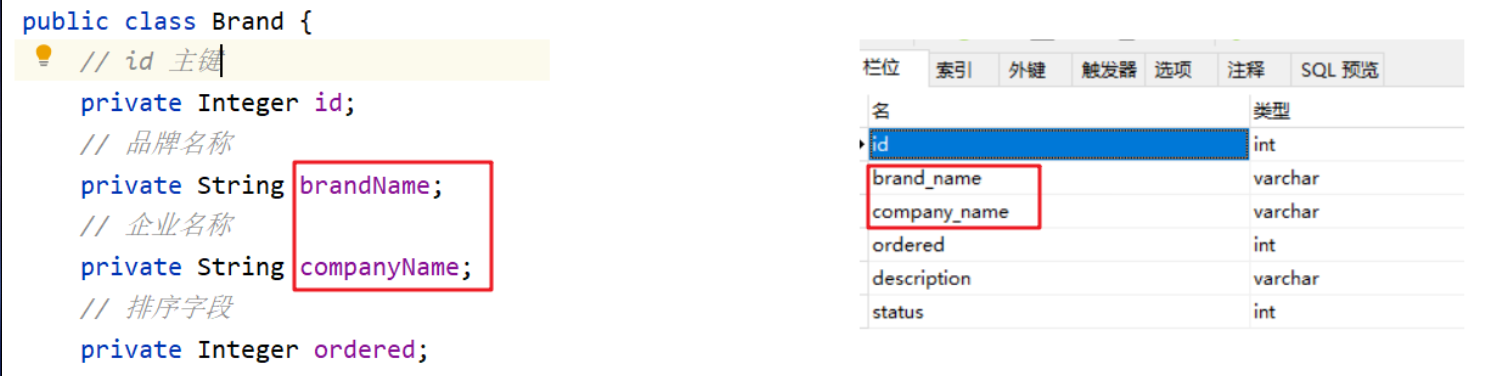 public class Brand {
// id 主键
private Integer id;
// 品牌名称
private String brandName;
// 企业名称
private String companyName;
// 排序字段
private Integer ordered;
栏位 索引 外键 触发器 选项 注释 SQL 预览
名 类型
id int
brand_name varchar
company_name varchar
ordered int
description varchar
status int